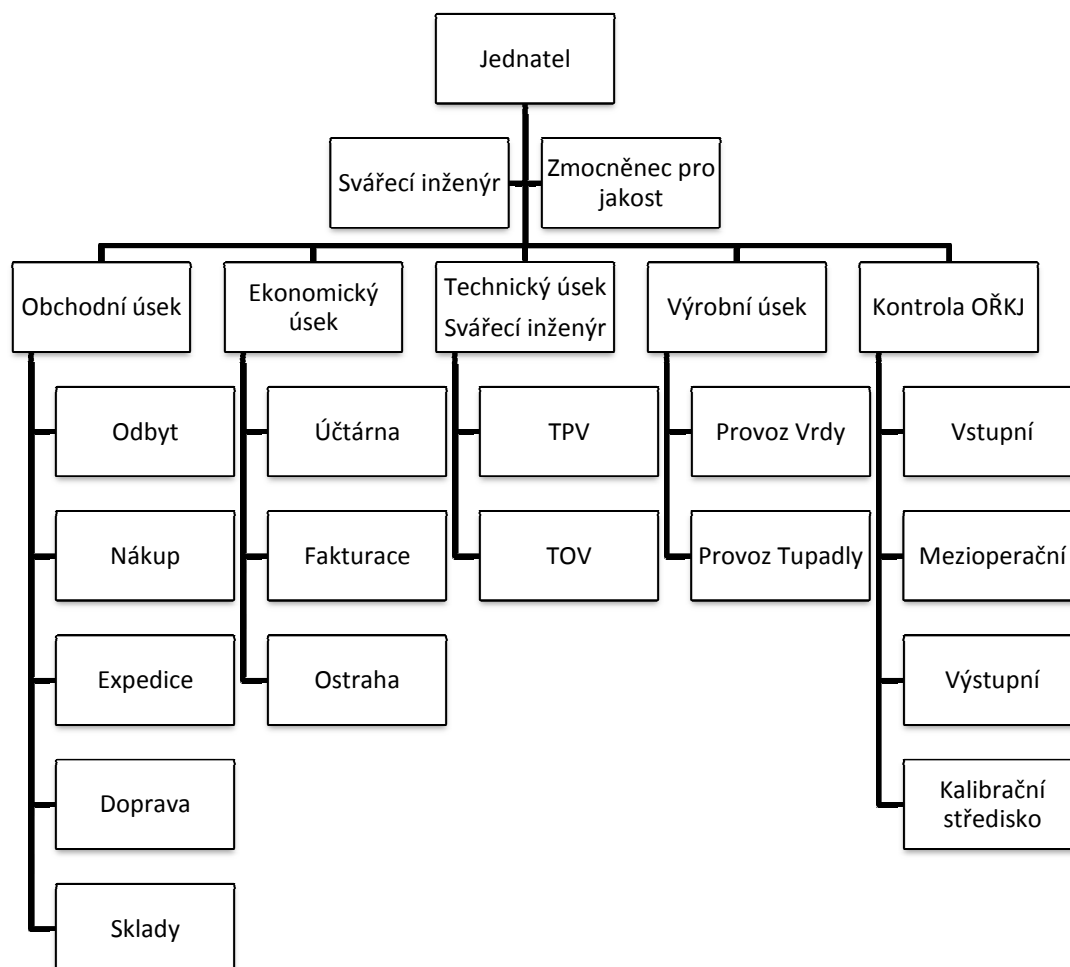 Jednatel
Svářecí inženýr
Zmocněnec pro
jakost
Obchodní úsek
Ekonomický
úsek
Technický úsek
Svářecí inženýr
Výrobní úsek
Kontrola OŘKJ
Odbyt
Účtárna
TPV
Provoz Vrdy
Vstupní
Nákup
Fakturace
TOV
Provoz Tupadly
Mezioperační
Expedice
Ostraha
Výstupní
Doprava
Kalibrační
středisko
Sklady